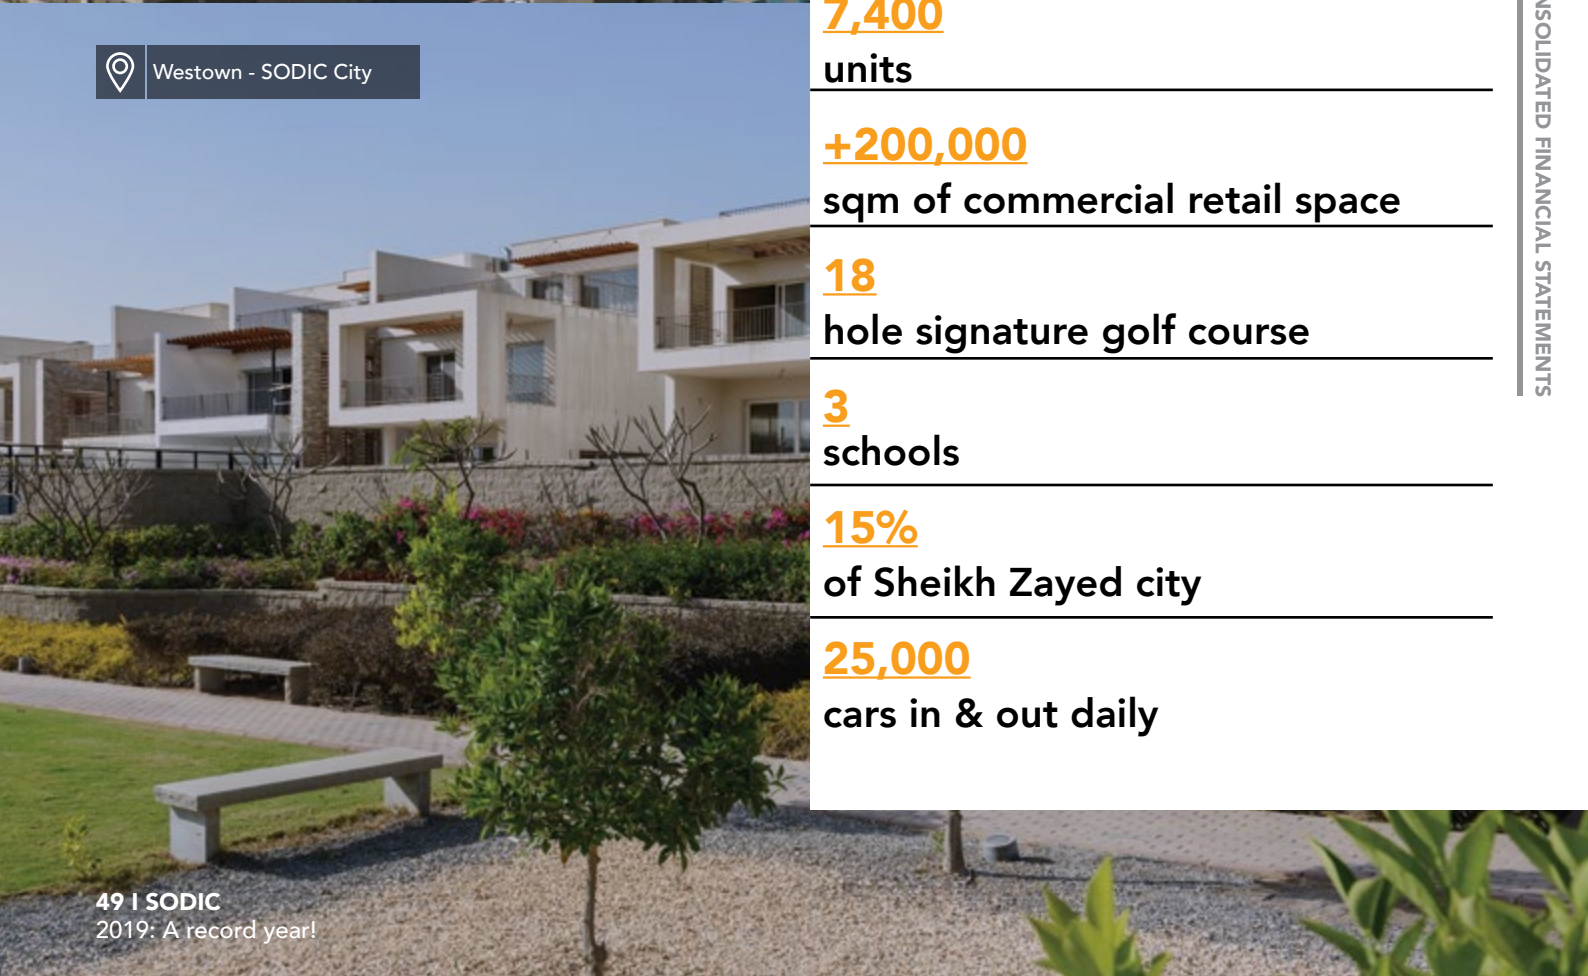 Westown - SODIC City
7,400
units
+200,000
sqm of commercial retail space
18
hole signature golf course
3
schools
15%
of Sheikh Zayed city
25,000
cars in & out daily
FINANCIAL STATEMENTS
49 I SODIC
2019: A record year!